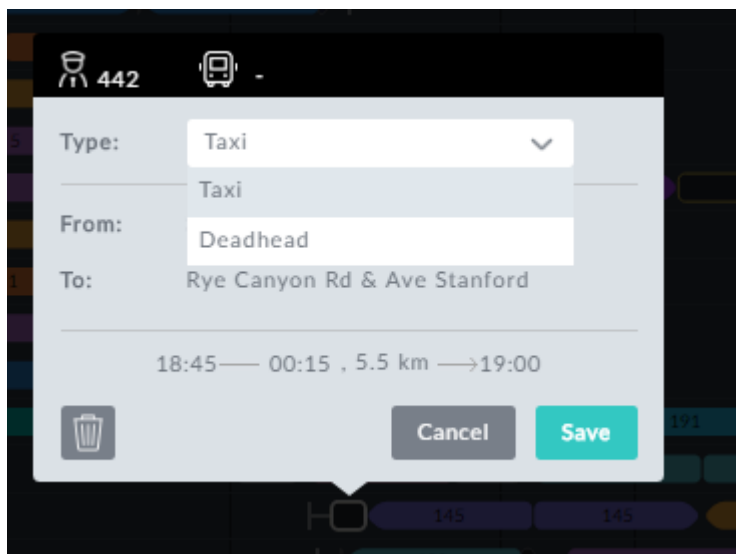 442 -
Type: Taxi
Taxi
From:
Deadhead
To: Rye Canyon Rd & Ave Stanford
18:45 — 00:15 , 5.5 km →19:00
Cancel Save
191
145 145